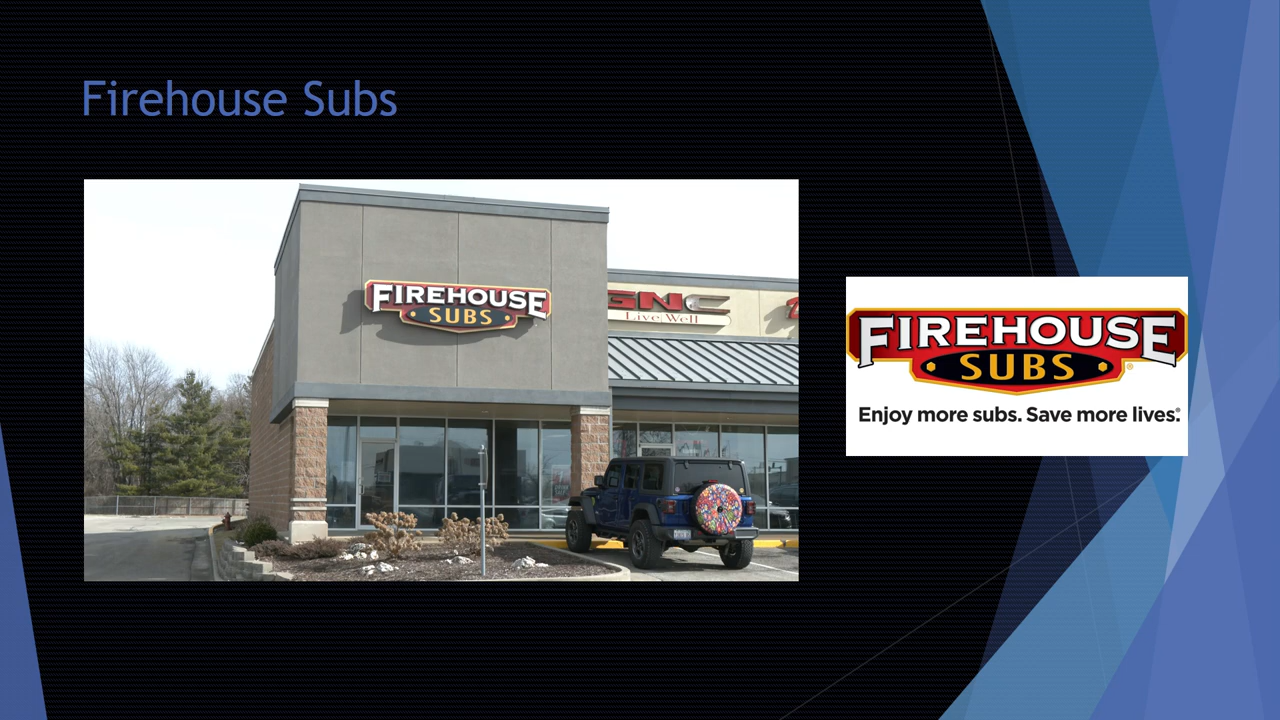 Firehouse Subs
FIREHOUSE
SUBS
GNC
Live Well
FIREHOUSE
SUBS®
Enjoy more subs. Save more lives.®